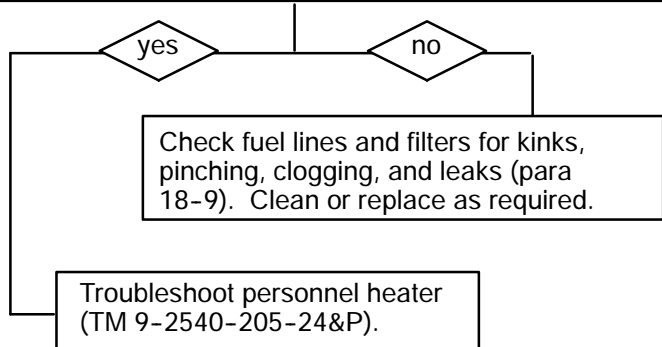 yes
no
Check fuel lines and filters for kinks,
pinching, clogging, and leaks (para
18-9).  Clean or replace as required.
Troubleshoot personnel heater
(TM 9-2540-205-24&P).